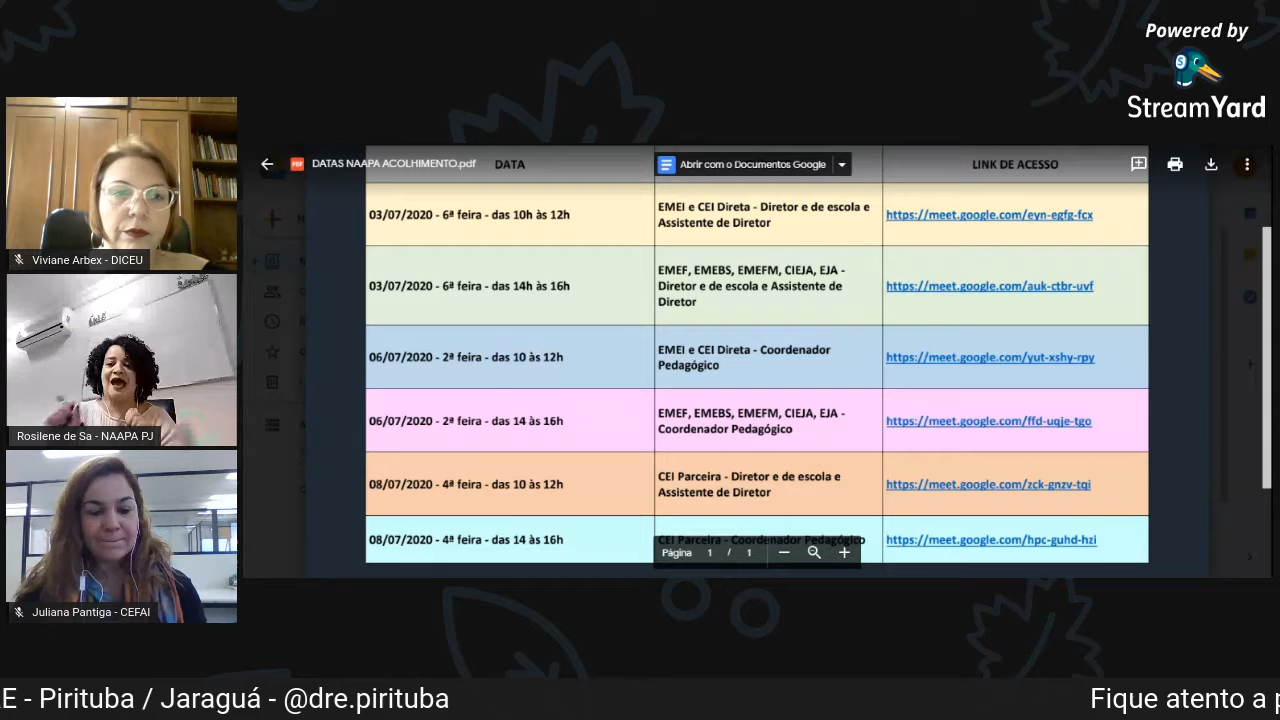 Powered by
StreamYard
DATAS NAAPA ACOLHIMENTO.pdf
DATA
Abrir com o Documentos Google
LINK DE ACESSO
03/07/2020 - 6ª feira - das 10h às 12h
EMEI e CEI Direta - Diretor e de escola e
Assistente de Diretor
https://meet.google.com/eyn-egfg-fcx
03/07/2020 - 6ª feira - das 14h às 16h
EMEF, EMEBS, EMEFM, CIEJA, EJA -
Diretor e de escola e Assistente de
Diretor
https://meet.google.com/auk-ctbr-uvf
06/07/2020 - 2ª feira - das 10 às 12h
EMEI e CEI Direta - Coordenador
Pedagógico
https://meet.google.com/yut-xshy-rpy
06/07/2020 - 2ª feira - das 14 às 16h
EMEF, EMEBS, EMEFM, CIEJA, EJA -
Coordenador Pedagógico
https://meet.google.com/ffd-uqje-tgo
08/07/2020 - 4ª feira - das 10 às 12h
CEI Parceira - Diretor e de escola e
Assistente de Diretor
https://meet.google.com/zck-gnzv-tqi
08/07/2020 - 4ª feira - das 14 às 16h
CEI Parceira - Coordenador Pedagógico
https://meet.google.com/hpc-guhd-hzi
Página 1 / 1
Viviane Arbex - DICEU
Rosilene de Sa - NAAPA PJ
Juliana Pantiga - CEFAI
E - Pirituba / Jaraguá - @dre.pirituba
Fique atento a p